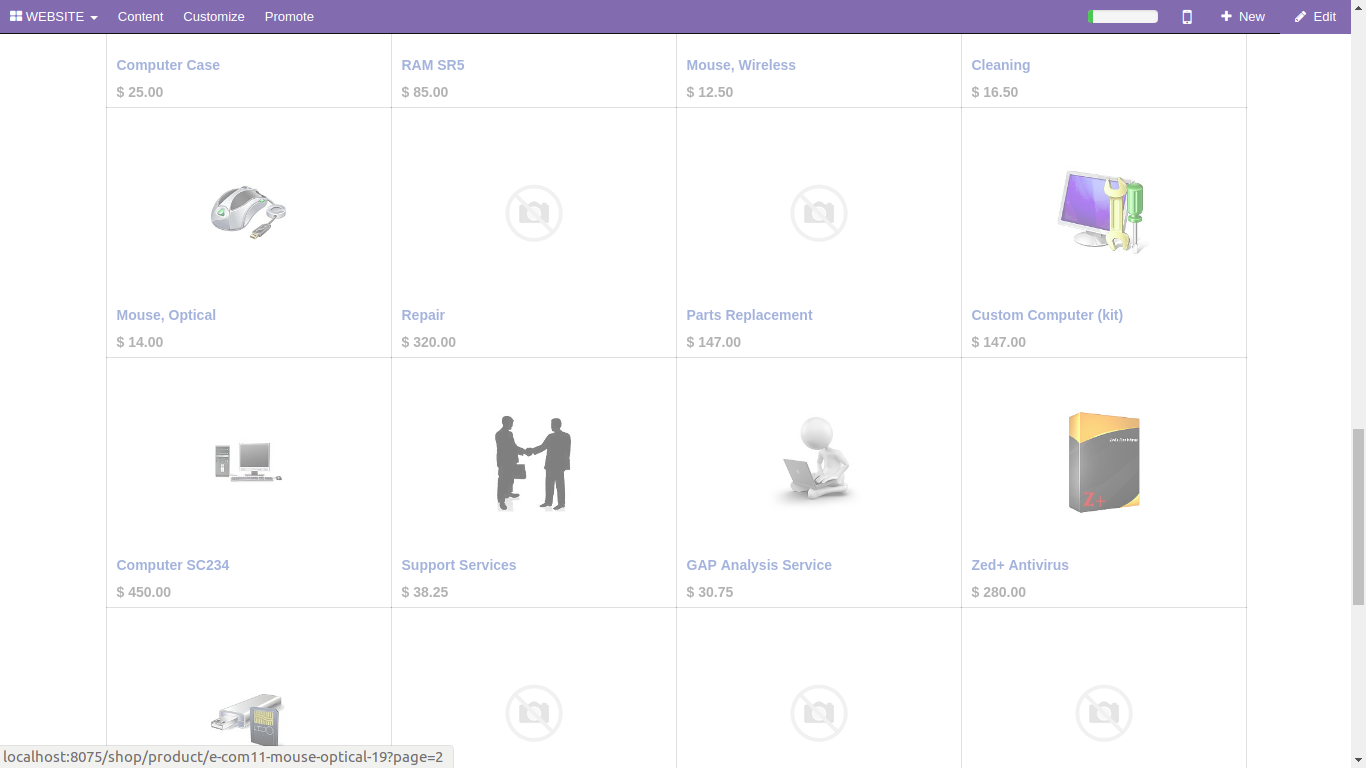 WEBSITE Content Customize Promote New Edit
Computer Case RAM SR5 Mouse, Wireless Cleaning
$ 25.00 $ 85.00 $ 12.50 $ 16.50
Mouse, Optical Repair Parts Replacement Custom Computer (kit)
$ 14.00 $ 320.00 $ 147.00 $ 147.00
Z+
Computer SC234 Support Services GAP Analysis Service Zed+ Antivirus
$ 450.00 $ 38.25 $ 30.75 $ 280.00
localhost:8075/shop/product/e-com11-mouse-optical-19?page=2